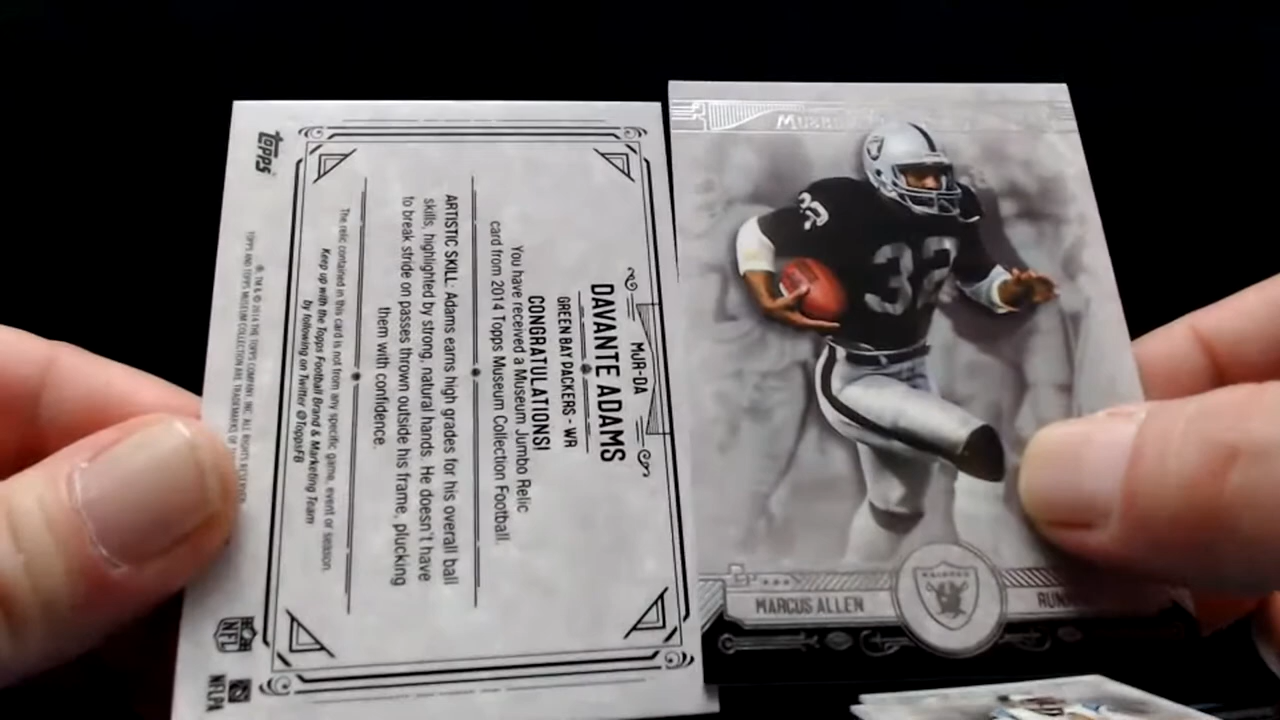 MJR-DA
DAVANTE ADAMS
GREEN BAY PACKERS - WR
CONGRATULATIONS!
You have received a Museum Jumbo Relic
card from 2014 Topps Museum Collection Football.
ARTISTIC SKILL: Adams earns high grades for his overall ball
skills, highlighted by strong, natural hands. He doesn't have
to break stride on passes thrown outside his frame, plucking
them with confidence.
The relic contained in this card is not from any specific game, event or season.
Keep up with the Topps Football Brand & Marketing Team
by following on Twitter @ToppsFB
®, TM & © 2014 THE TOPPS COMPANY, INC. ALL RIGHTS RESERVED.
TOPPS AND TOPPS MUSEUM COLLECTION ARE TRADEMARKS OF
TOPPS
NFL
NFLPA
32
32
RAIDERS
MARCUS ALLEN